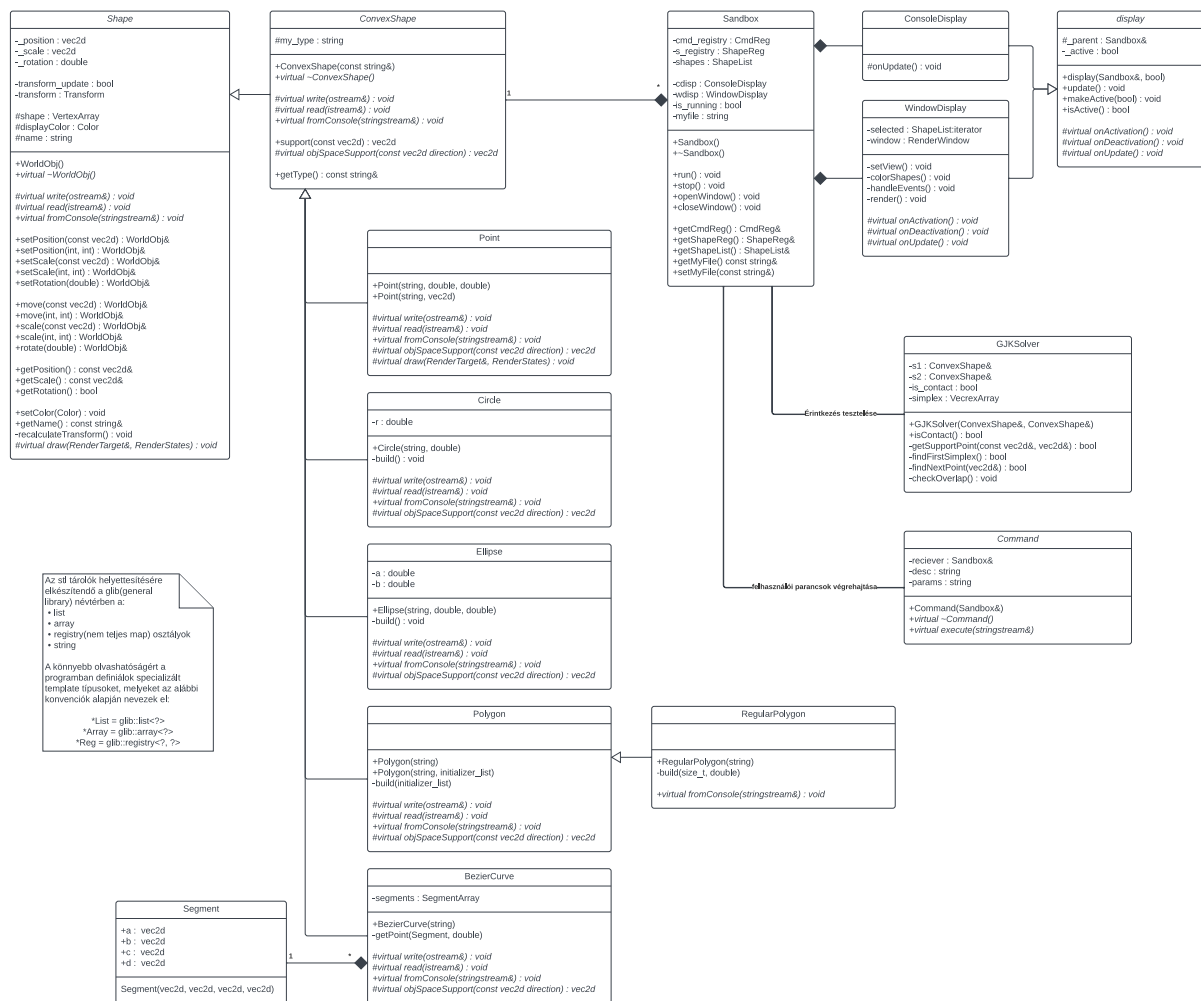 Shape
-_position : vec2d
-_scale : vec2d
-_rotation : double
-transform_update : bool
-transform : Transform
#shape : VertexArray
#displayColor : Color
#name : string
+WorldObj()
+virtual ~WorldObj()
#virtual write(ostream&) : void
#virtual read(istream&) : void
+virtual fromConsole(stringstream&) : void
+setPosition(const vec2d) : WorldObj&
+setPosition(int, int) : WorldObj&
+setScale(const vec2d) : WorldObj&
+setScale(int, int) : WorldObj&
+setRotation(double) : WorldObj&
+move(const vec2d) : WorldObj&
+move(int, int) : WorldObj&
+scale(const vec2d) : WorldObj&
+scale(int, int) : WorldObj&
+rotate(double) : WorldObj&
+getPosition() : const vec2d&
+getScale() : const vec2d&
+getRotation() : bool
+setColor(Color) : void
+getName() : const string&
-recalculateTransform() : void
#virtual draw(RenderTarget&, RenderStates) : void
ConvexShape
#my_type : string
+ConvexShape(const string&)
+virtual ~ConvexShape()
#virtual write(ostream&) : void
#virtual read(istream&) : void
+virtual fromConsole(stringstream&) : void
+support(const vec2d) : vec2d
#virtual objSpaceSupport(const vec2d direction) : vec2d
+getType() : const string&
1
*
Sandbox
-cmd_registry : CmdReg
-s_registry : ShapeReg
-shapes : ShapeList
-cdisp : ConsoleDisplay
-wdisp : WindowDisplay
-is_running : bool
-myfile : string
+Sandbox()
+~Sandbox()
+run() : void
+stop() : void
+openWindow() : void
+closeWindow() : void
+getCmdReg() : CmdReg&
+getShapeReg() : ShapeReg&
+getShapeList() : ShapeList&
+getMyFile() const string&
+setMyFile(const string&)
ConsoleDisplay
#onUpdate() : void
WindowDisplay
-selected : ShapeList:iterator
-window : RenderWindow
-setView() : void
-colorShapes() : void
-handleEvents() : void
-render() : void
#virtual onActivation() : void
#virtual onDeactivation() : void
#virtual onUpdate() : void
display
#_parent : Sandbox&
-_active : bool
+display(Sandbox&, bool)
+update() : void
+makeActive(bool) : void
+isActive() : bool
#virtual onActivation() : void
#virtual onDeactivation() : void
#virtual onUpdate() : void
Point
+Point(string, double, double)
+Point(string, vec2d)
#virtual write(ostream&) : void
#virtual read(istream&) : void
+virtual fromConsole(stringstream&) : void
#virtual objSpaceSupport(const vec2d direction) : vec2d
#virtual draw(RenderTarget&, RenderStates) : void
Circle
-r : double
+Circle(string, double)
-build() : void
#virtual write(ostream&) : void
#virtual read(istream&) : void
+virtual fromConsole(stringstream&) : void
#virtual objSpaceSupport(const vec2d direction) : vec2d
Ellipse
-a : double
-b : double
+Ellipse(string, double, double)
-build() : void
#virtual write(ostream&) : void
#virtual read(istream&) : void
+virtual fromConsole(stringstream&) : void
#virtual objSpaceSupport(const vec2d direction) : vec2d
Polygon
+Polygon(string)
+Polygon(string, initializer_list)
-build(initializer_list)
#virtual write(ostream&) : void
#virtual read(istream&) : void
+virtual fromConsole(stringstream&) : void
#virtual objSpaceSupport(const vec2d direction) : vec2d
RegularPolygon
+RegularPolygon(string)
-build(size_t, double)
+virtual fromConsole(stringstream&) : void
BezierCurve
-segments : SegmentArray
+BezierCurve(string)
-getPoint(Segment, double)
#virtual write(ostream&) : void
#virtual read(istream&) : void
+virtual fromConsole(stringstream&) : void
#virtual objSpaceSupport(const vec2d direction) : vec2d
Segment
+a : vec2d
+b : vec2d
+c : vec2d
+d : vec2d
Segment(vec2d, vec2d, vec2d, vec2d)
1
*
GJKSolver
-s1 : ConvexShape&
-s2 : ConvexShape&
-is_contact : bool
-simplex : VecrexArray
+GJKSolver(ConvexShape&, ConvexShape&)
+isContact() : bool
-getSupportPoint(const vec2d&, vec2d&) : bool
-findFirstSimplex() : bool
-findNextPoint(vec2d&) : bool
-checkOverlap() : void
Érintkezés tesztelése
Command
-reciever : Sandbox&
-desc : string
-params : string
+Command(Sandbox&)
+virtual ~Command()
+virtual execute(stringstream&)
felhasználói parancsok végrehajtása
Az stl tárolók helyettesítésére
elkészítendő a glib(general
library) névtérben a:
• list
• array
• registry(nem teljes map) osztályok
• string
A könnyebb olvashatóságért a
programban definiálok specializált
template típusoket, melyeket az alábbi
konvenciók alapján nevezek el:
*List = glib::list<?>
*Array = glib::array<?>
*Reg = glib::registry<?, ?>